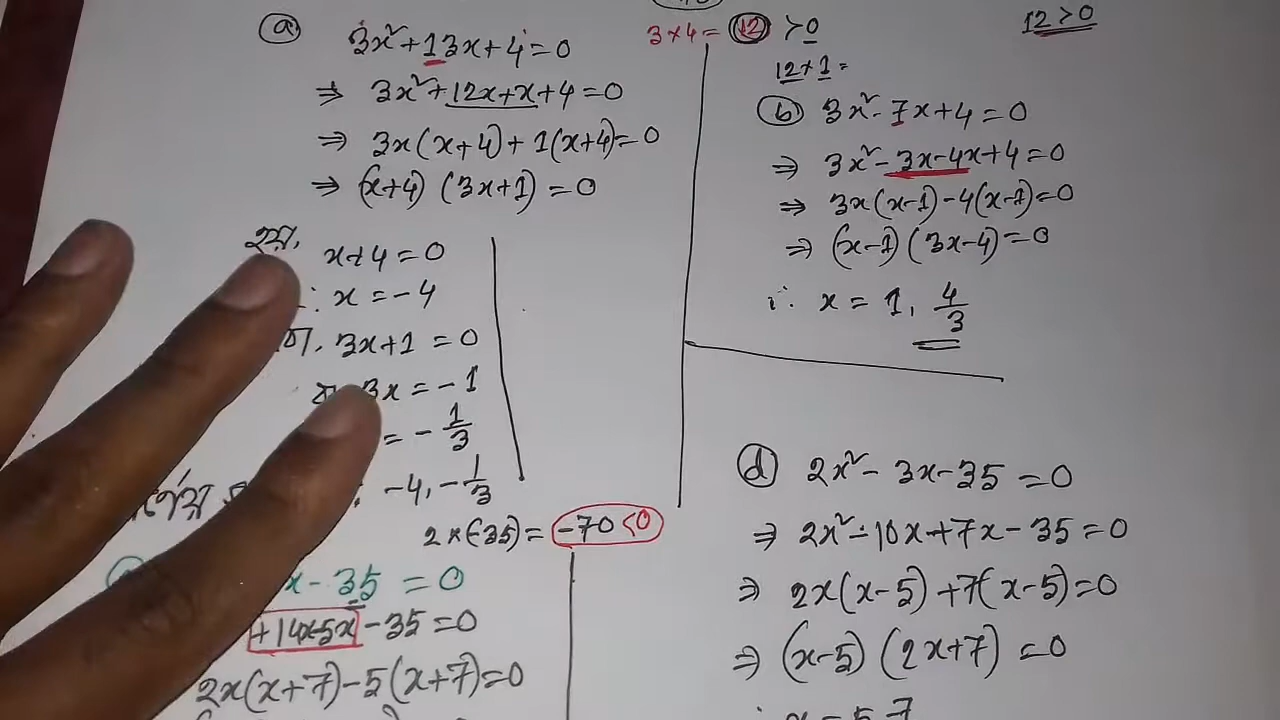 (a) 3x² + 13x + 4 = 0
⇒ 3x² + 12x + x + 4 = 0
⇒ 3x(x+4) + 1(x+4) = 0
⇒ (x+4) (3x+1) = 0
হয়, x+4 = 0
∴ x = -4
3x+1 = 0
3x = -1
= -1/3
-4, -1/3
3×4 = 12 > 0
12 > 0
12×1 =
(b) 3x² - 7x + 4 = 0
⇒ 3x² - 3x - 4x + 4 = 0
⇒ 3x(x-1) - 4(x-1) = 0
⇒ (x-1) (3x-4) = 0
∴ x = 1, 4/3
2×(-35) = -70 < 0
x - 35 = 0
+14x-5x - 35 = 0
2x(x+7) - 5(x+7) = 0
(d) 2x² - 3x - 35 = 0
⇒ 2x² - 10x + 7x - 35 = 0
⇒ 2x(x-5) + 7(x-5) = 0
⇒ (x-5) (2x+7) = 0